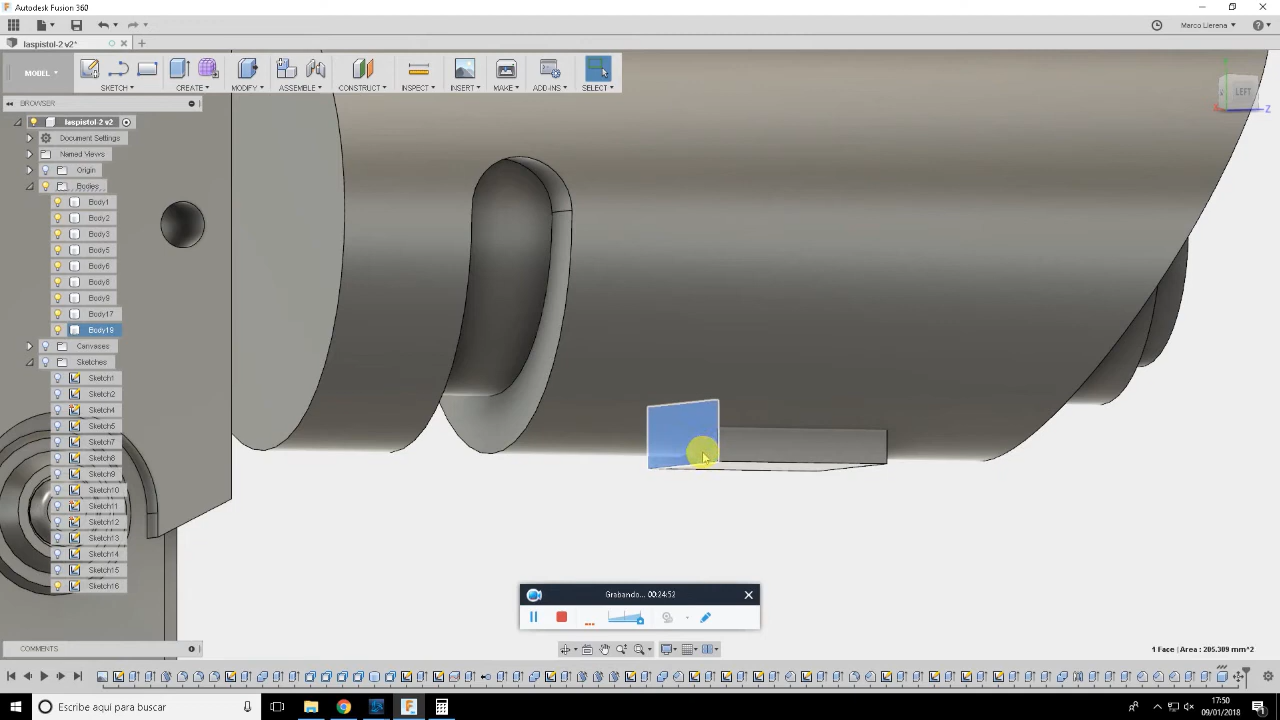 Autodesk Fusion 360
Marco Llerena
laspistol-2 v2*
MODEL
SKETCH
CREATE
MODIFY
ASSEMBLE
CONSTRUCT
INSPECT
INSERT
MAKE
ADD-INS
SELECT
LEFT
Z
BROWSER
laspistol-2 v2
Document Settings
Named Views
Origin
Bodies
Body1
Body2
Body3
Body5
Body6
Body8
Body9
Body17
Body19
Canvases
Sketches
Sketch1
Sketch2
Sketch4
Sketch5
Sketch7
Sketch8
Sketch9
Sketch10
Sketch11
Sketch12
Sketch13
Sketch14
Sketch15
Sketch16
Grabando... 00:24:52
COMMENTS
1 Face | Area : 205.309 mm^2
Escribe aquí para buscar
17:50
09/01/2018